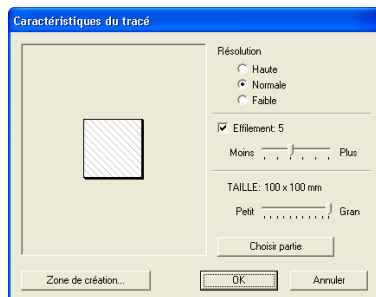 Caractéristiques du tracé
Résolution
Haute
Normale
Faible
Effilement: 5
Moins
Plus
TAILLE: 100 x 100 mm
Petit
Gran
Choisir partie
Zone de création...
OK
Annuler